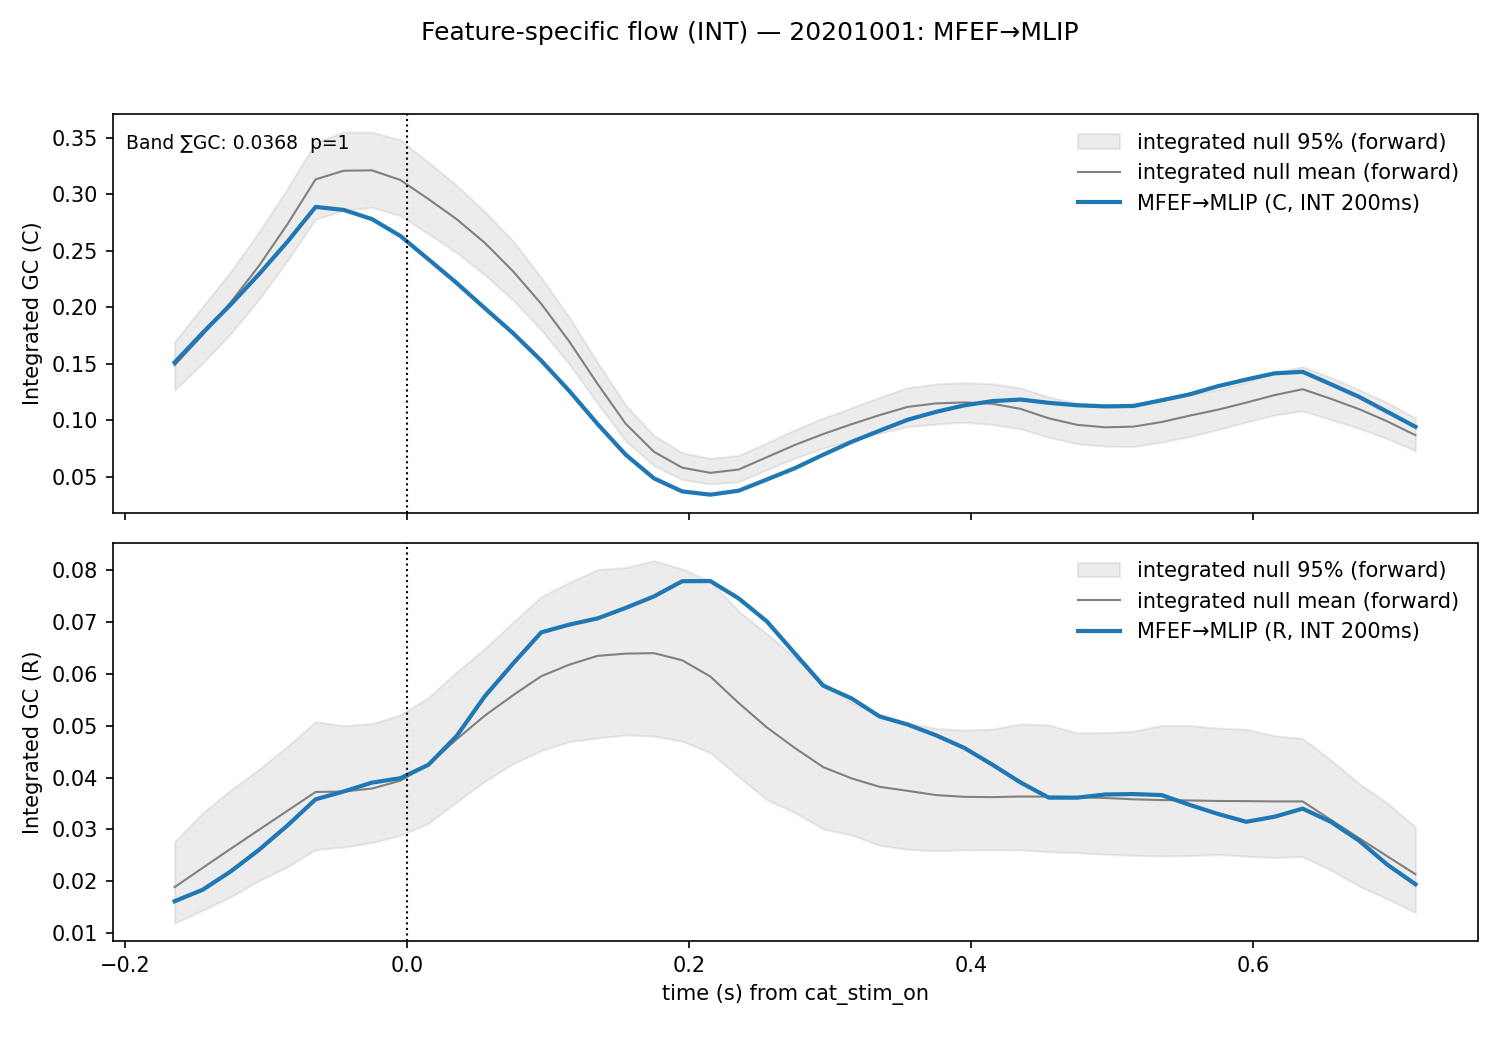 Feature-specific flow (INT) — 20201001: MFEF→MLIP
Band ∑GC: 0.0368  p=1
integrated null 95% (forward)
integrated null mean (forward)
MFEF→MLIP (C, INT 200ms)
Integrated GC (C)
0.35
0.30
0.25
0.20
0.15
0.10
0.05
integrated null 95% (forward)
integrated null mean (forward)
MFEF→MLIP (R, INT 200ms)
Integrated GC (R)
0.08
0.07
0.06
0.05
0.04
0.03
0.02
0.01
−0.2 0.0 0.2 0.4 0.6
time (s) from cat_stim_on